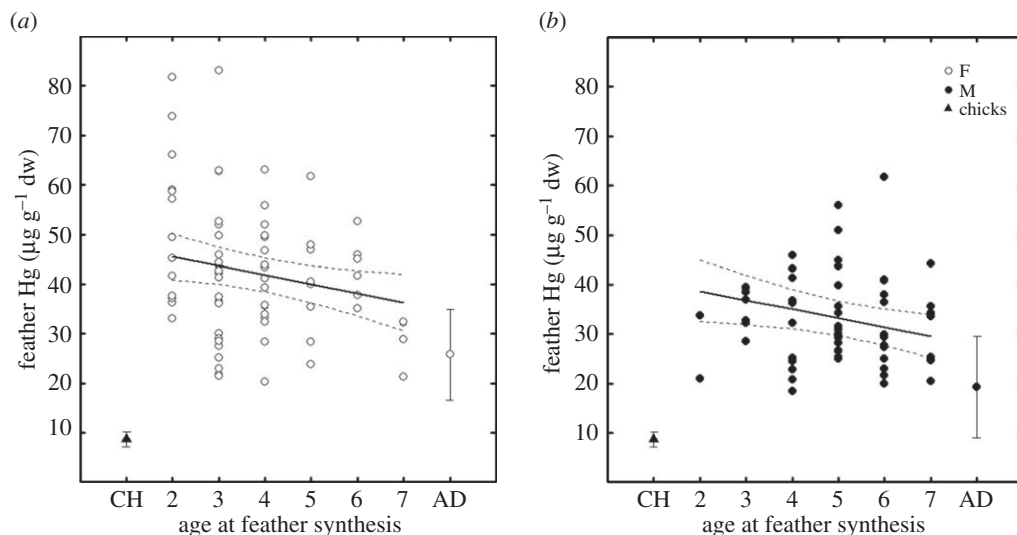 (a)
(b)
80
70
60
50
40
30
20
10
feather Hg (µg g⁻¹ dw)
CH 2 3 4 5 6 7 AD
age at feather synthesis
80
70
60
50
40
30
20
10
feather Hg (µg g⁻¹ dw)
F
M
chicks
CH 2 3 4 5 6 7 AD
age at feather synthesis